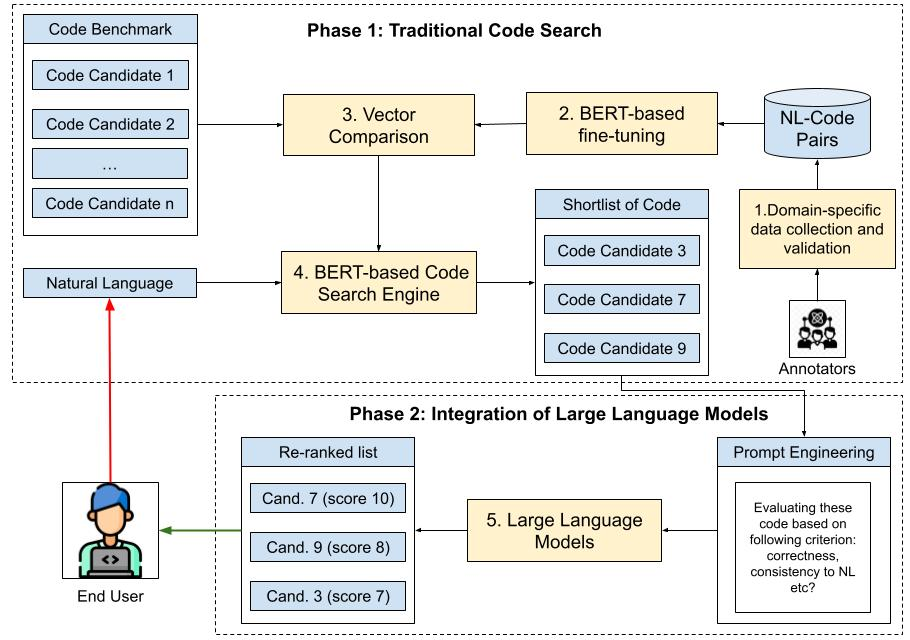 Phase 1: Traditional Code Search
Code Benchmark
Code Candidate 1
Code Candidate 2
...
Code Candidate n
3. Vector
Comparison
2. BERT-based
fine-tuning
NL-Code
Pairs
1.Domain-specific
data collection and
validation
Annotators
Natural Language
4. BERT-based Code
Search Engine
Shortlist of Code
Code Candidate 3
Code Candidate 7
Code Candidate 9
Phase 2: Integration of Large Language Models
Re-ranked list
Cand. 7 (score 10)
Cand. 9 (score 8)
Cand. 3 (score 7)
5. Large Language
Models
Prompt Engineering
Evaluating these
code based on
following criterion:
correctness,
consistency to NL
etc?
End User